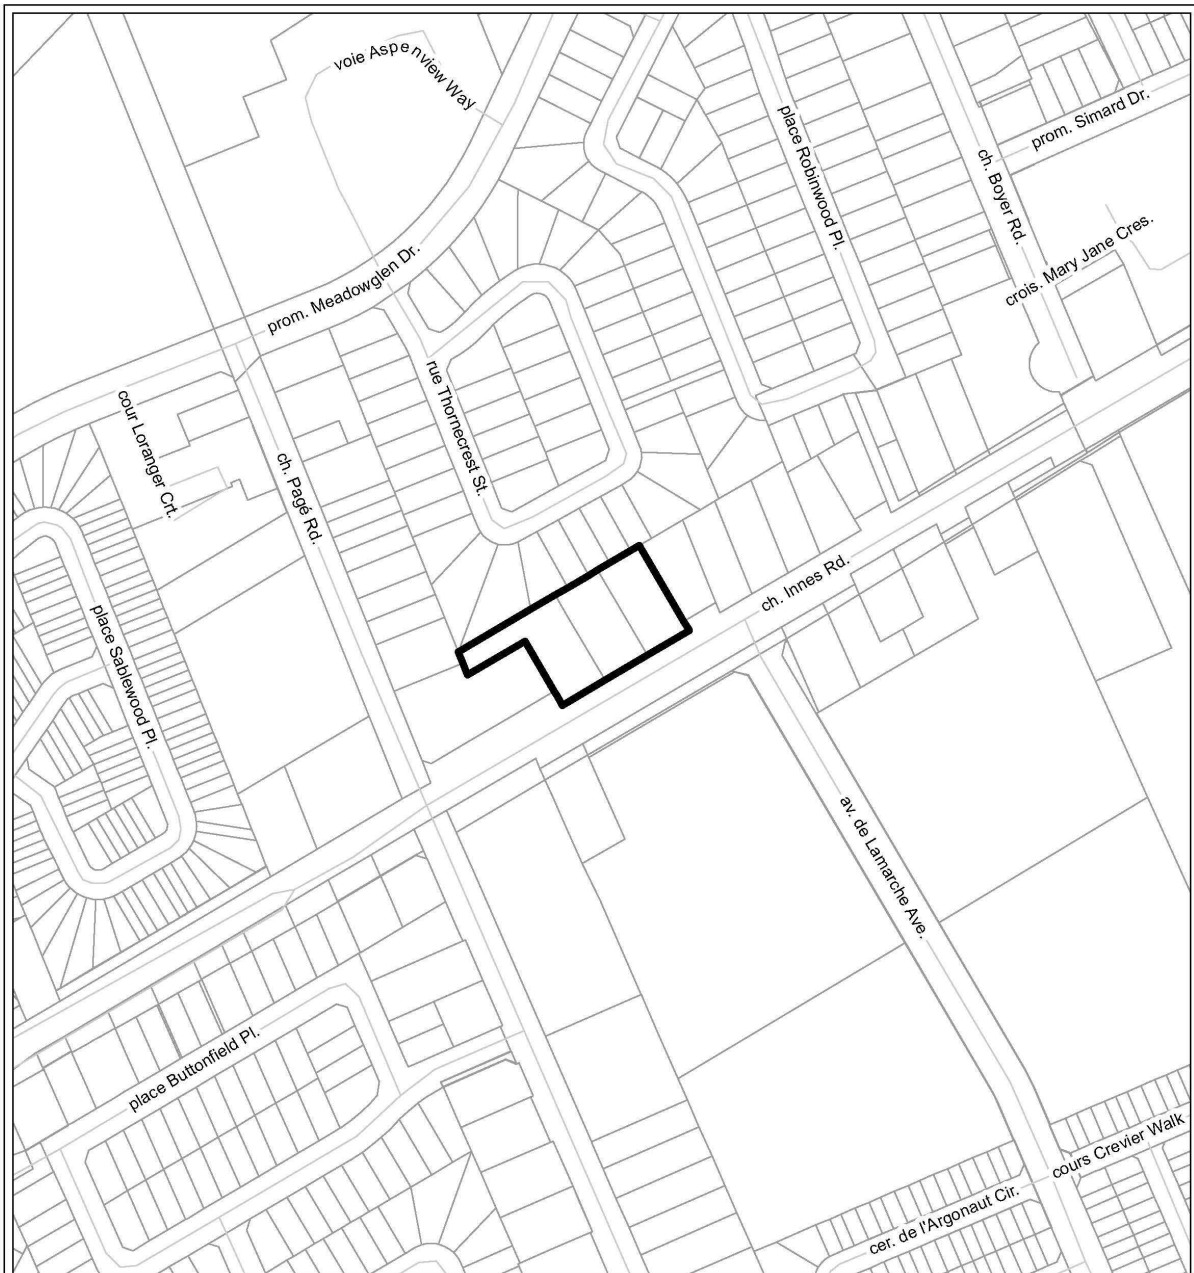 voie Aspenview Way
prom. Simard Dr.
place Robinwood Pl.
ch. Boyer Rd.
crois. Mary Jane Cres.
prom. Meadowglen Dr.
rue Thornecrest St.
cour Loranger Crt.
ch. Pagé Rd.
ch. Innes Rd.
place Sablewood Pl.
av. de Lamarche Ave.
place Buttonfield Pl.
cours Crevier Walk
cer. de l'Argonaut Cir.